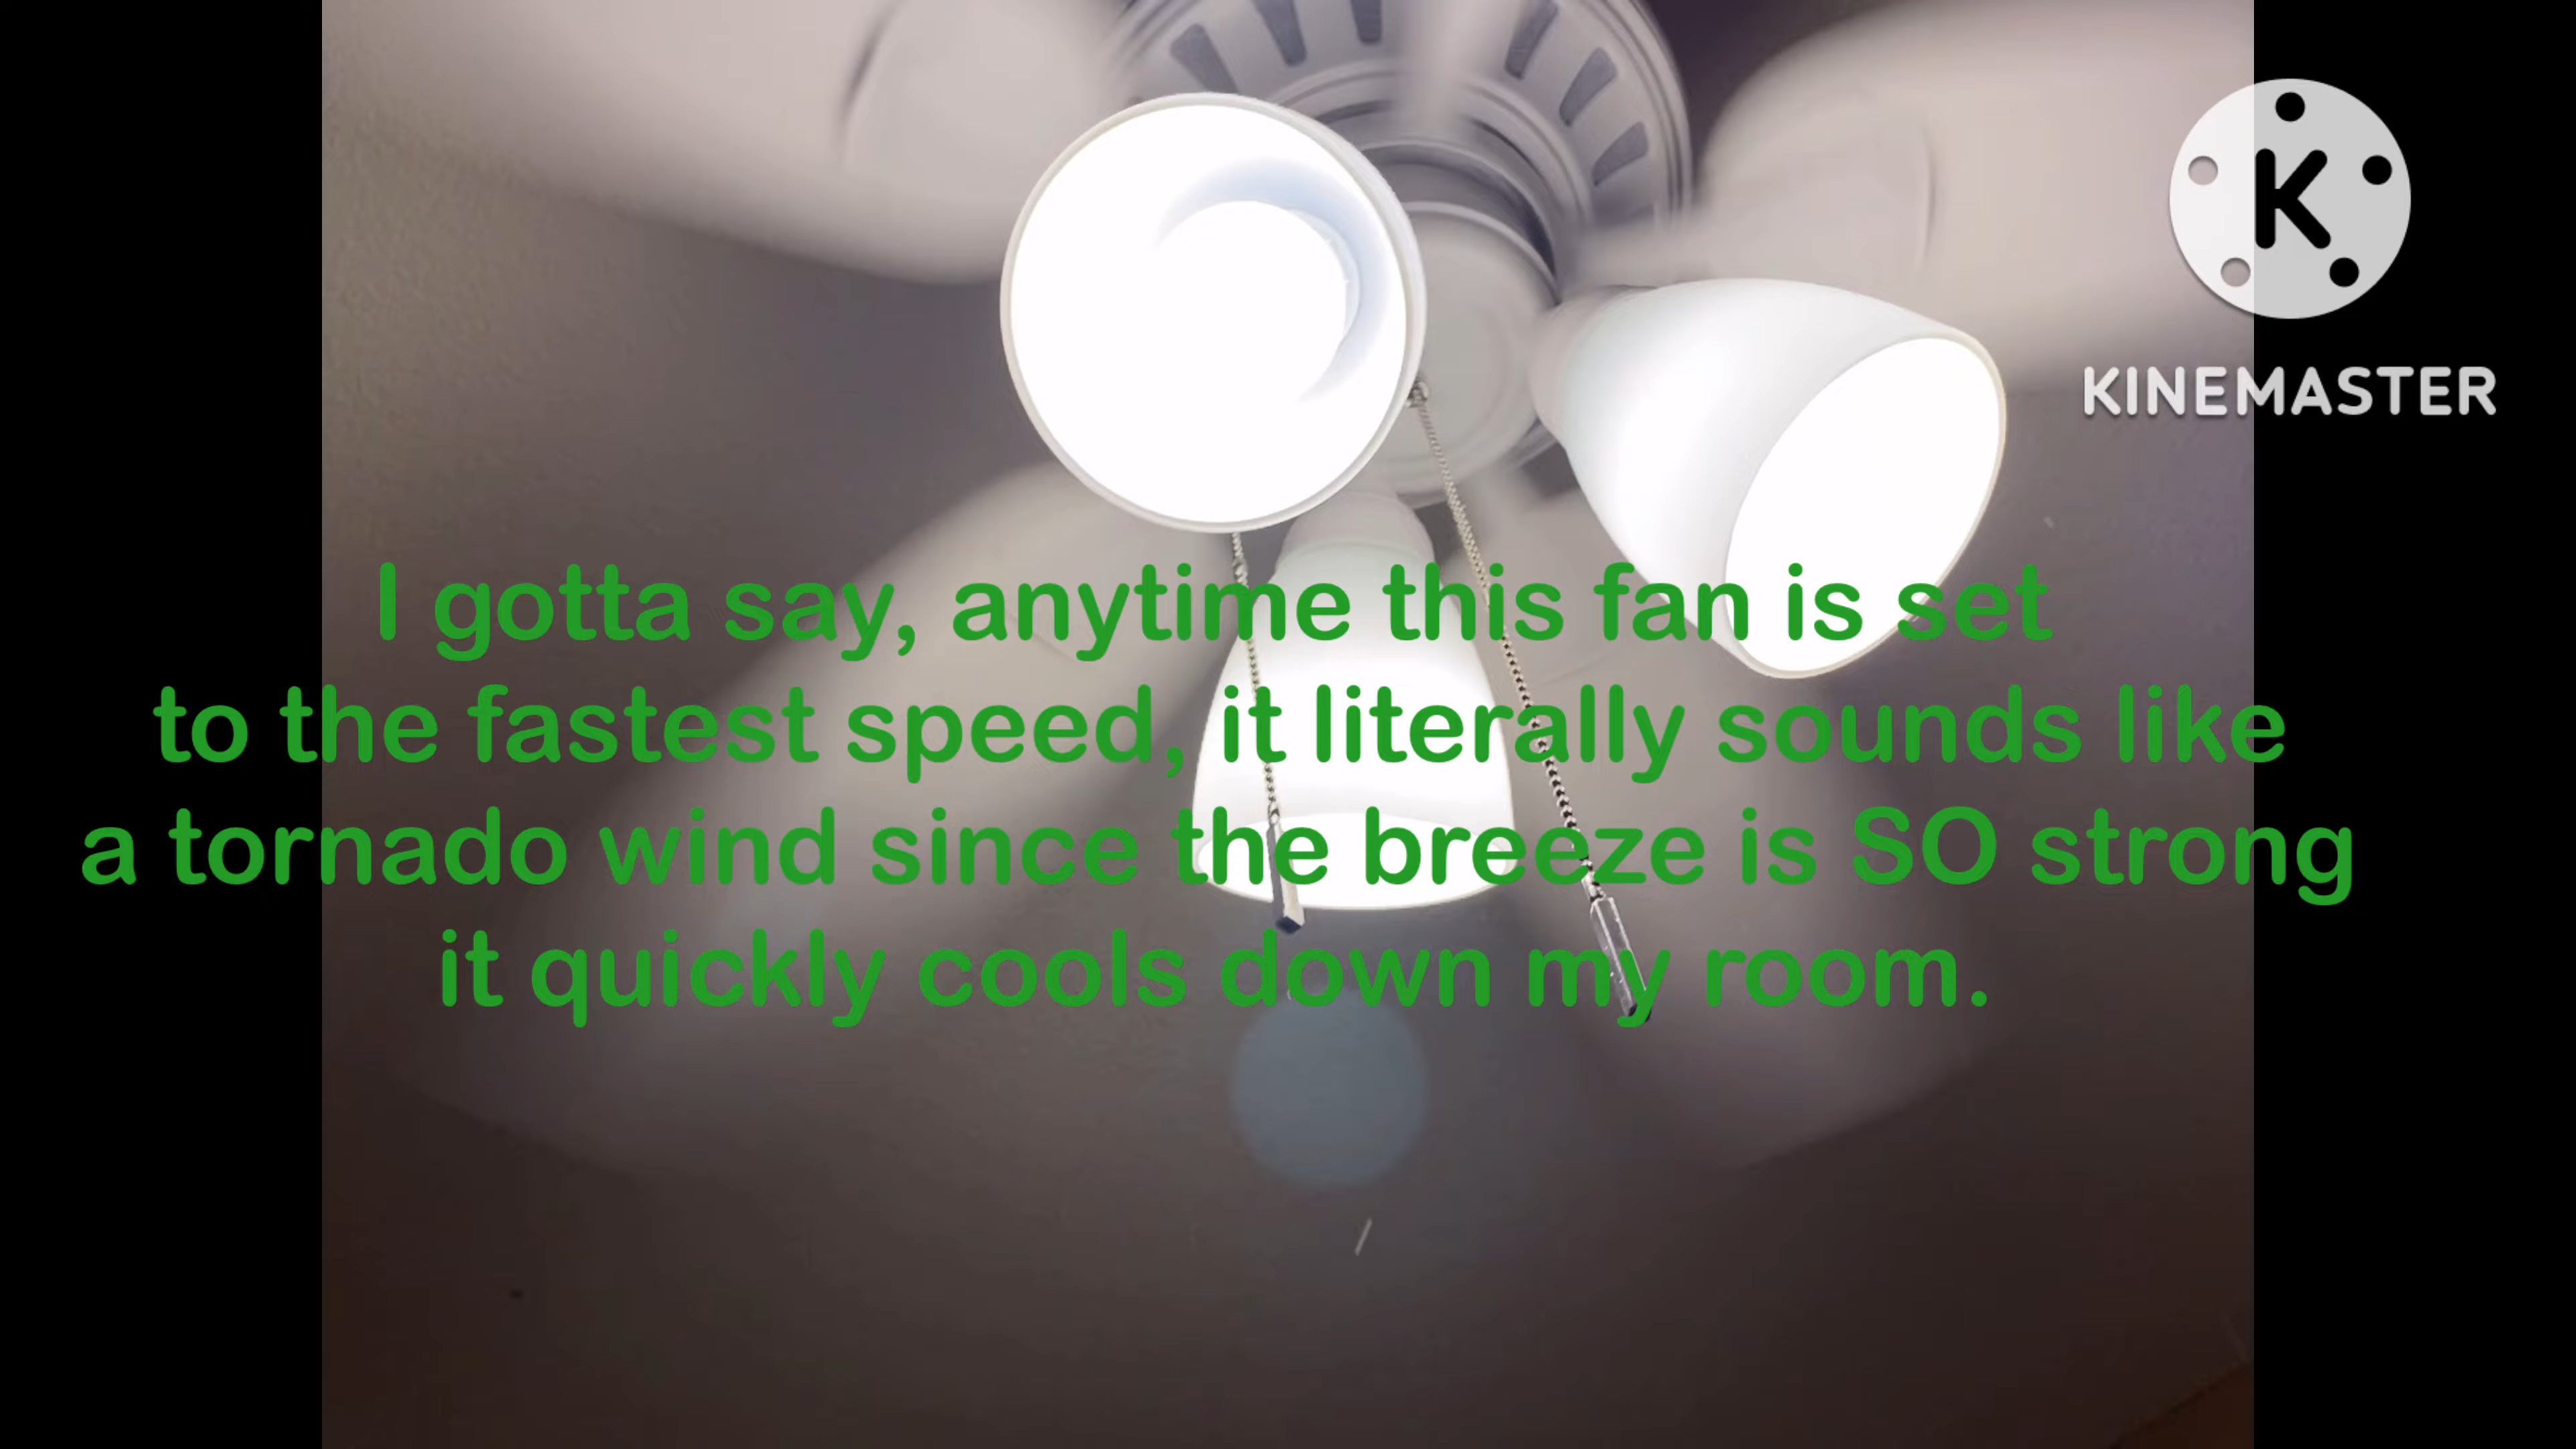 K
KINEMASTER
I gotta say, anytime this fan is set
to the fastest speed, it literally sounds like
a tornado wind since the breeze is SO strong
it quickly cools down my room.